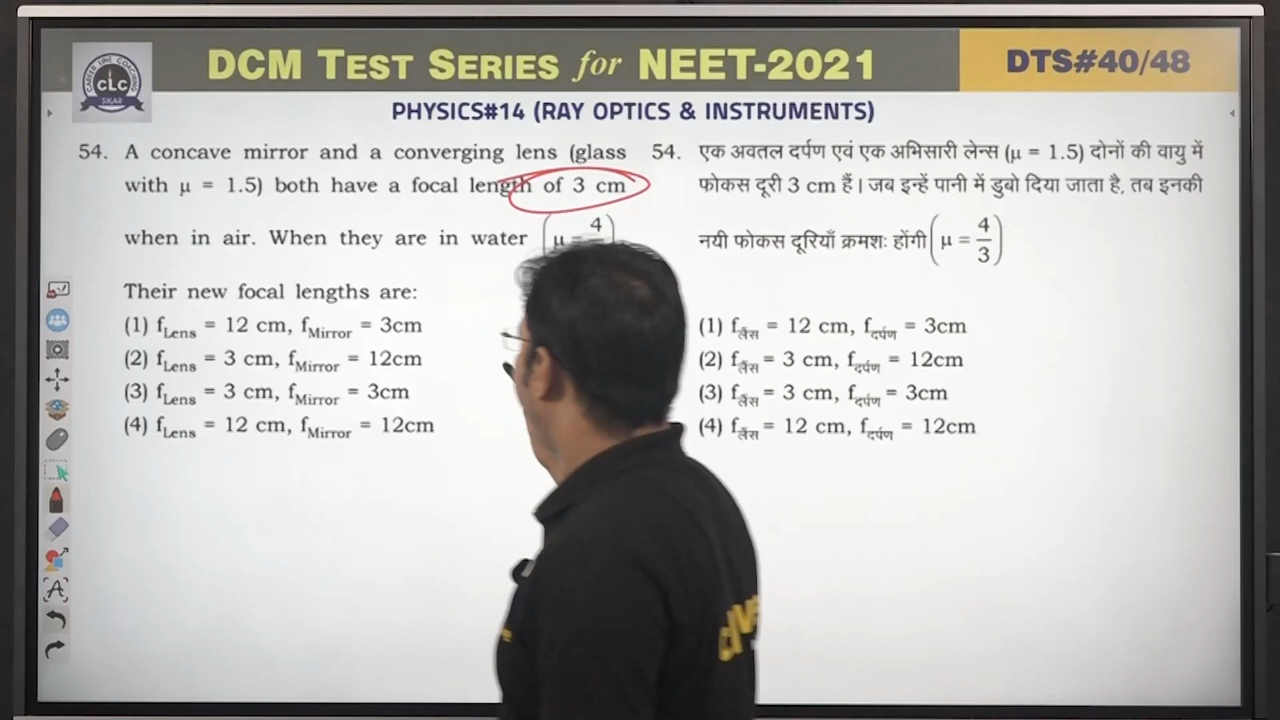 DCM TEST SERIES for NEET-2021
DTS#40/48
CAREER LINE COACHING
CLC
SIKAR
PHYSICS#14 (RAY OPTICS & INSTRUMENTS)
54. A concave mirror and a converging lens (glass
with μ = 1.5) both have a focal length of 3 cm
when in air. When they are in water (μ = 4
Their new focal lengths are:
(1) fLens = 12 cm, fMirror = 3cm
(2) fLens = 3 cm, fMirror = 12cm
(3) fLens = 3 cm, fMirror = 3cm
(4) fLens = 12 cm, fMirror = 12cm
54. एक अवतल दर्पण एवं एक अभिसारी लेन्स (μ = 1.5) दोनों की वायु में
फोकस दूरी 3 cm हैं। जब इन्हें पानी में डुबो दिया जाता है, तब इनकी
नयी फोकस दूरियाँ क्रमशः होंगी (μ = 4/3)
(1) fलैंस = 12 cm, fदर्पण = 3cm
(2) fलैंस = 3 cm, fदर्पण = 12cm
(3) fलैंस = 3 cm, fदर्पण = 3cm
(4) fलैंस = 12 cm, fदर्पण = 12cm